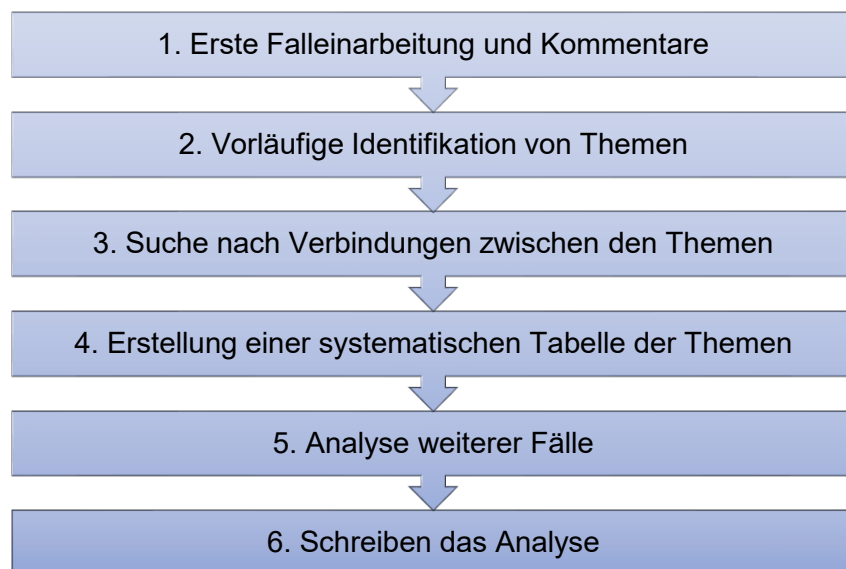 1. Erste Falleinarbeitung und Kommentare
2. Vorläufige Identifikation von Themen
3. Suche nach Verbindungen zwischen den Themen
4. Erstellung einer systematischen Tabelle der Themen
5. Analyse weiterer Fälle
6. Schreiben das Analyse